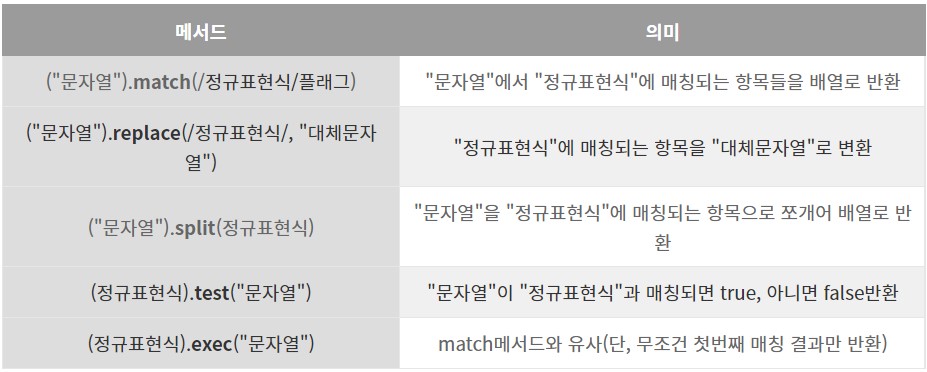 메서드 의미
("문자열").match(/정규표현식/플래그) "문자열"에서 "정규표현식"에 매칭되는 항목들을 배열로 반환
("문자열").replace(/정규표현식/, "대체문자
열")
"정규표현식"에 매칭되는 항목을 "대체문자열"로 변환
("문자열").split(정규표현식)
"문자열"을 "정규표현식"에 매칭되는 항목으로 쪼개어 배열로 반
환
(정규표현식).test("문자열") "문자열"이 "정규표현식"과 매칭되면 true, 아니면 false반환
(정규표현식).exec("문자열") match메서드와 유사(단, 무조건 첫번째 매칭 결과만 반환)